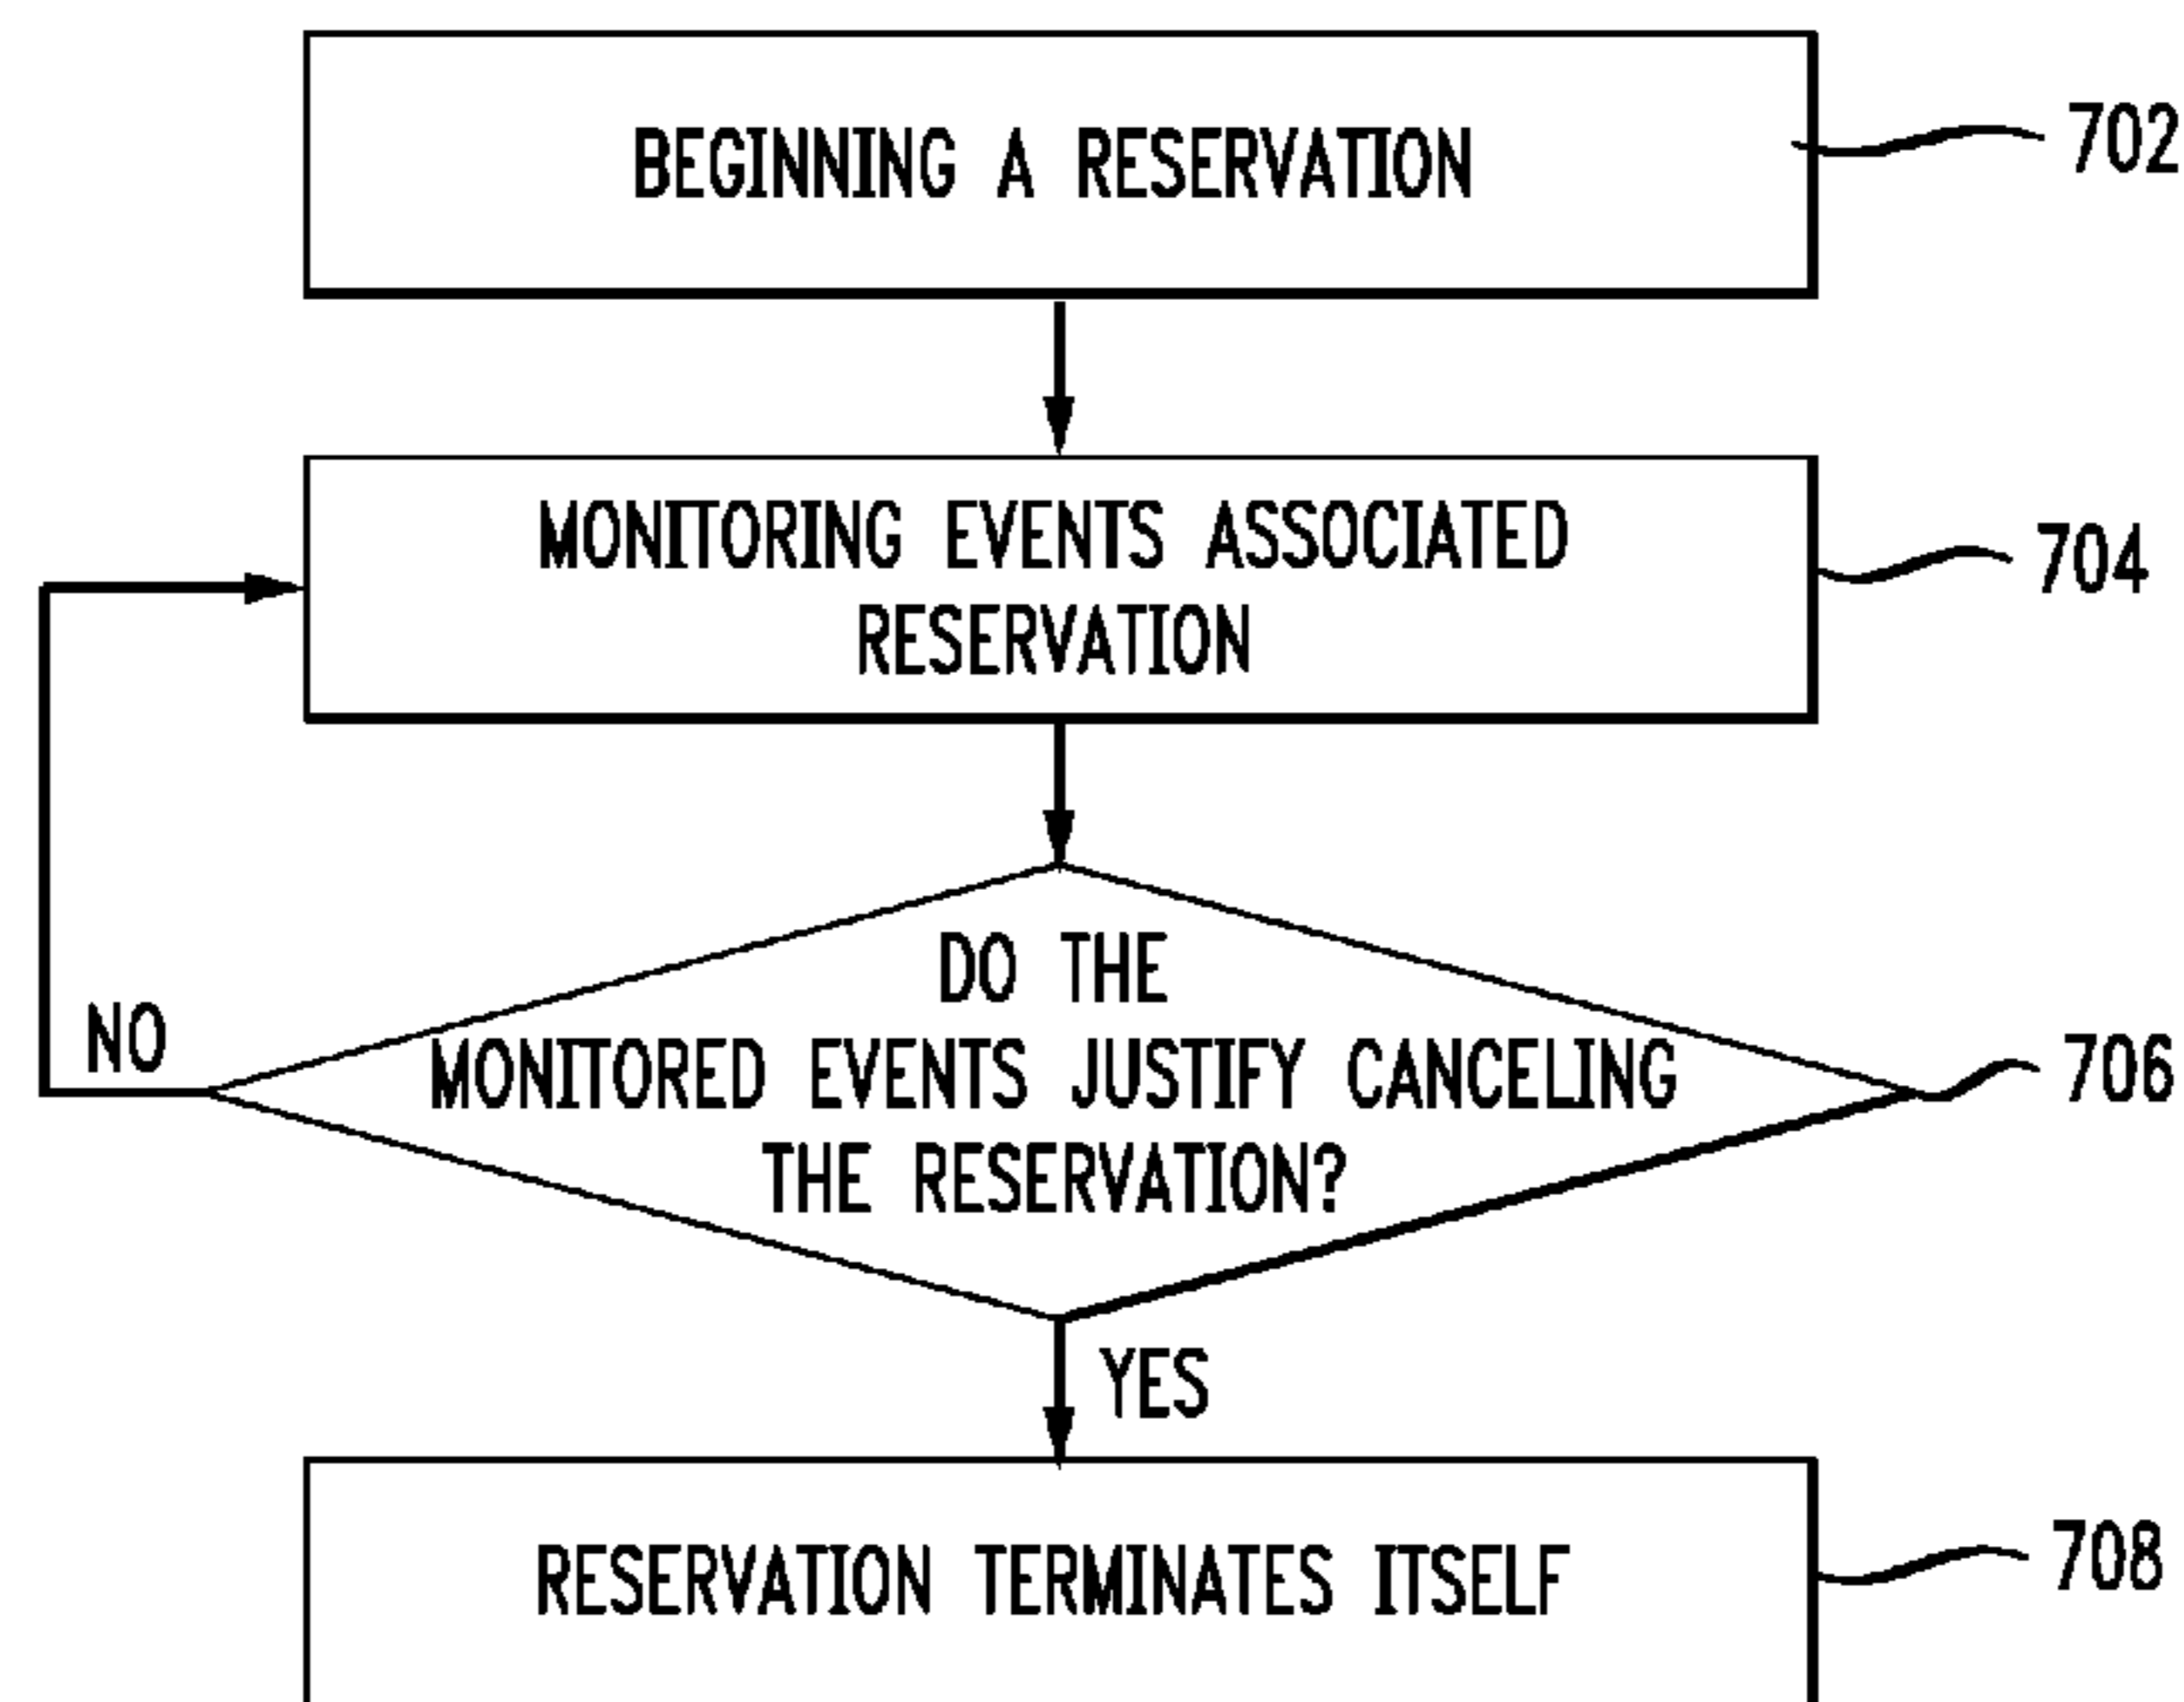 BEGINNING A RESERVATION
702
MONITORING EVENTS ASSOCIATED
RESERVATION
704
DO THE
MONITORED EVENTS JUSTIFY CANCELING
THE RESERVATION?
706
NO
YES
RESERVATION TERMINATES ITSELF
708